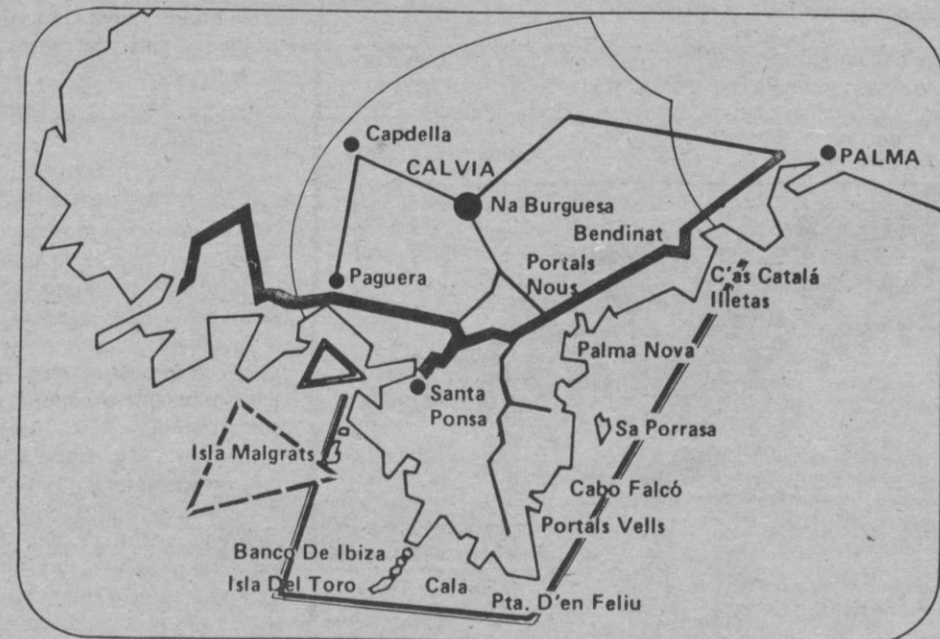 Capdella
PALMA
CALVIA
Na Burguesa
Bendinat
Portals
Nous
Paguera
C'as Catalá
Illetas
Palma Nova
Santa
Ponsa
Sa Porrasa
Isla Malgrats
Cabo Falcó
Portals Vells
Banco De Ibiza
Isla Del Toro
Cala
Pta. D'en Feliu